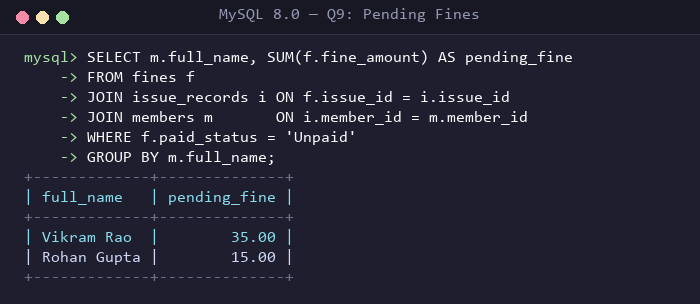 MySQL 8.0 — Q9: Pending Fines
mysql> SELECT m.full_name, SUM(f.fine_amount) AS pending_fine
    -> FROM fines f
    -> JOIN issue_records i ON f.issue_id = i.issue_id
    -> JOIN members m       ON i.member_id = m.member_id
    -> WHERE f.paid_status = 'Unpaid'
    -> GROUP BY m.full_name;
+-------------+--------------+
| full_name   | pending_fine |
+-------------+--------------+
| Vikram Rao  |        35.00 |
| Rohan Gupta |        15.00 |
+-------------+--------------+